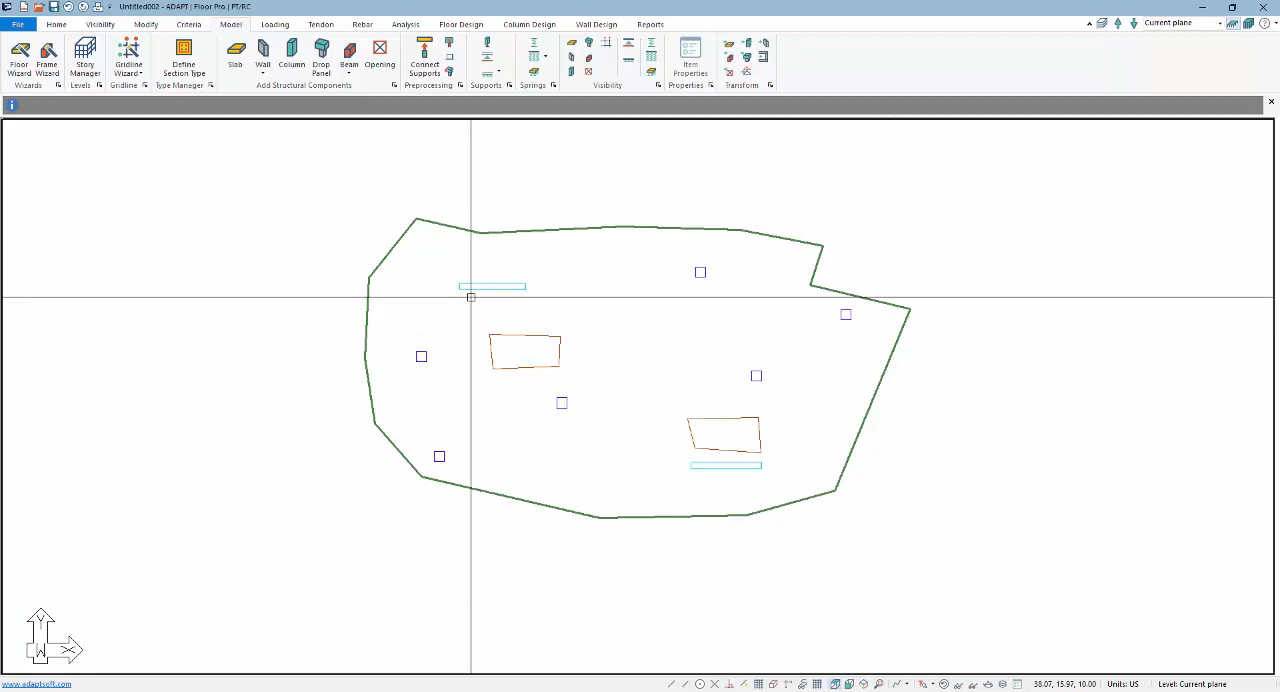 Untitled002 - ADAPT | Floor Pro | PT/RC
File Home Visibility Modify Criteria Model Loading Tendon Rebar Analysis Floor Design Column Design Wall Design Reports Current plane
Floor Wizard Frame Wizard Story Manager Gridline Wizard Define Section Type Slab Wall Column Drop Panel Beam Opening Connect Supports Item Properties
Wizards Levels Gridline Type Manager Add Structural Components Preprocessing Supports Springs Visibility Properties Transform
Y
W X
www.adaptsoft.com 38.07, 15.97, 10.00 Units: US Level: Current plane